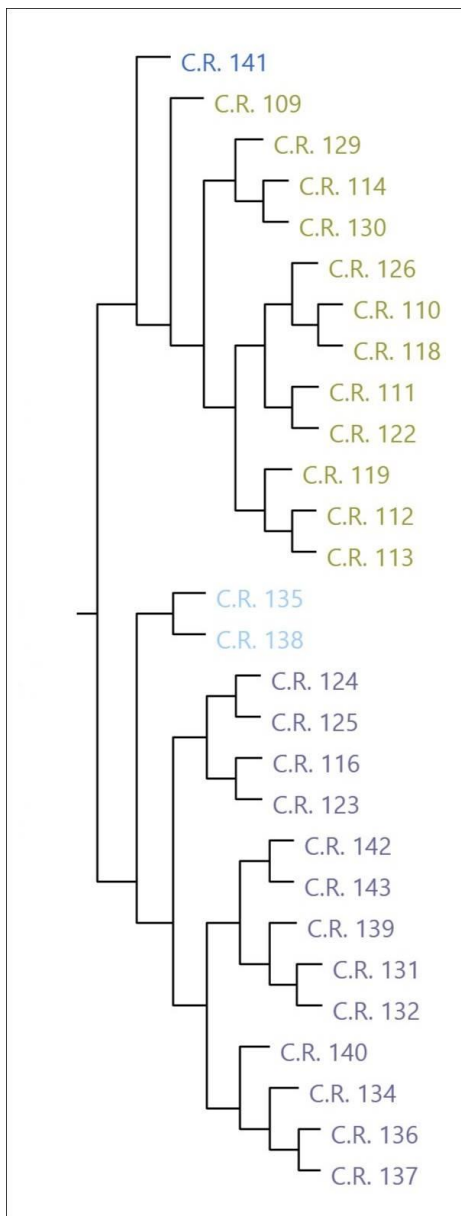 C.R. 141
C.R. 109
C.R. 129
C.R. 114
C.R. 130
C.R. 126
C.R. 110
C.R. 118
C.R. 111
C.R. 122
C.R. 119
C.R. 112
C.R. 113
C.R. 135
C.R. 138
C.R. 124
C.R. 125
C.R. 116
C.R. 123
C.R. 142
C.R. 143
C.R. 139
C.R. 131
C.R. 132
C.R. 140
C.R. 134
C.R. 136
C.R. 137